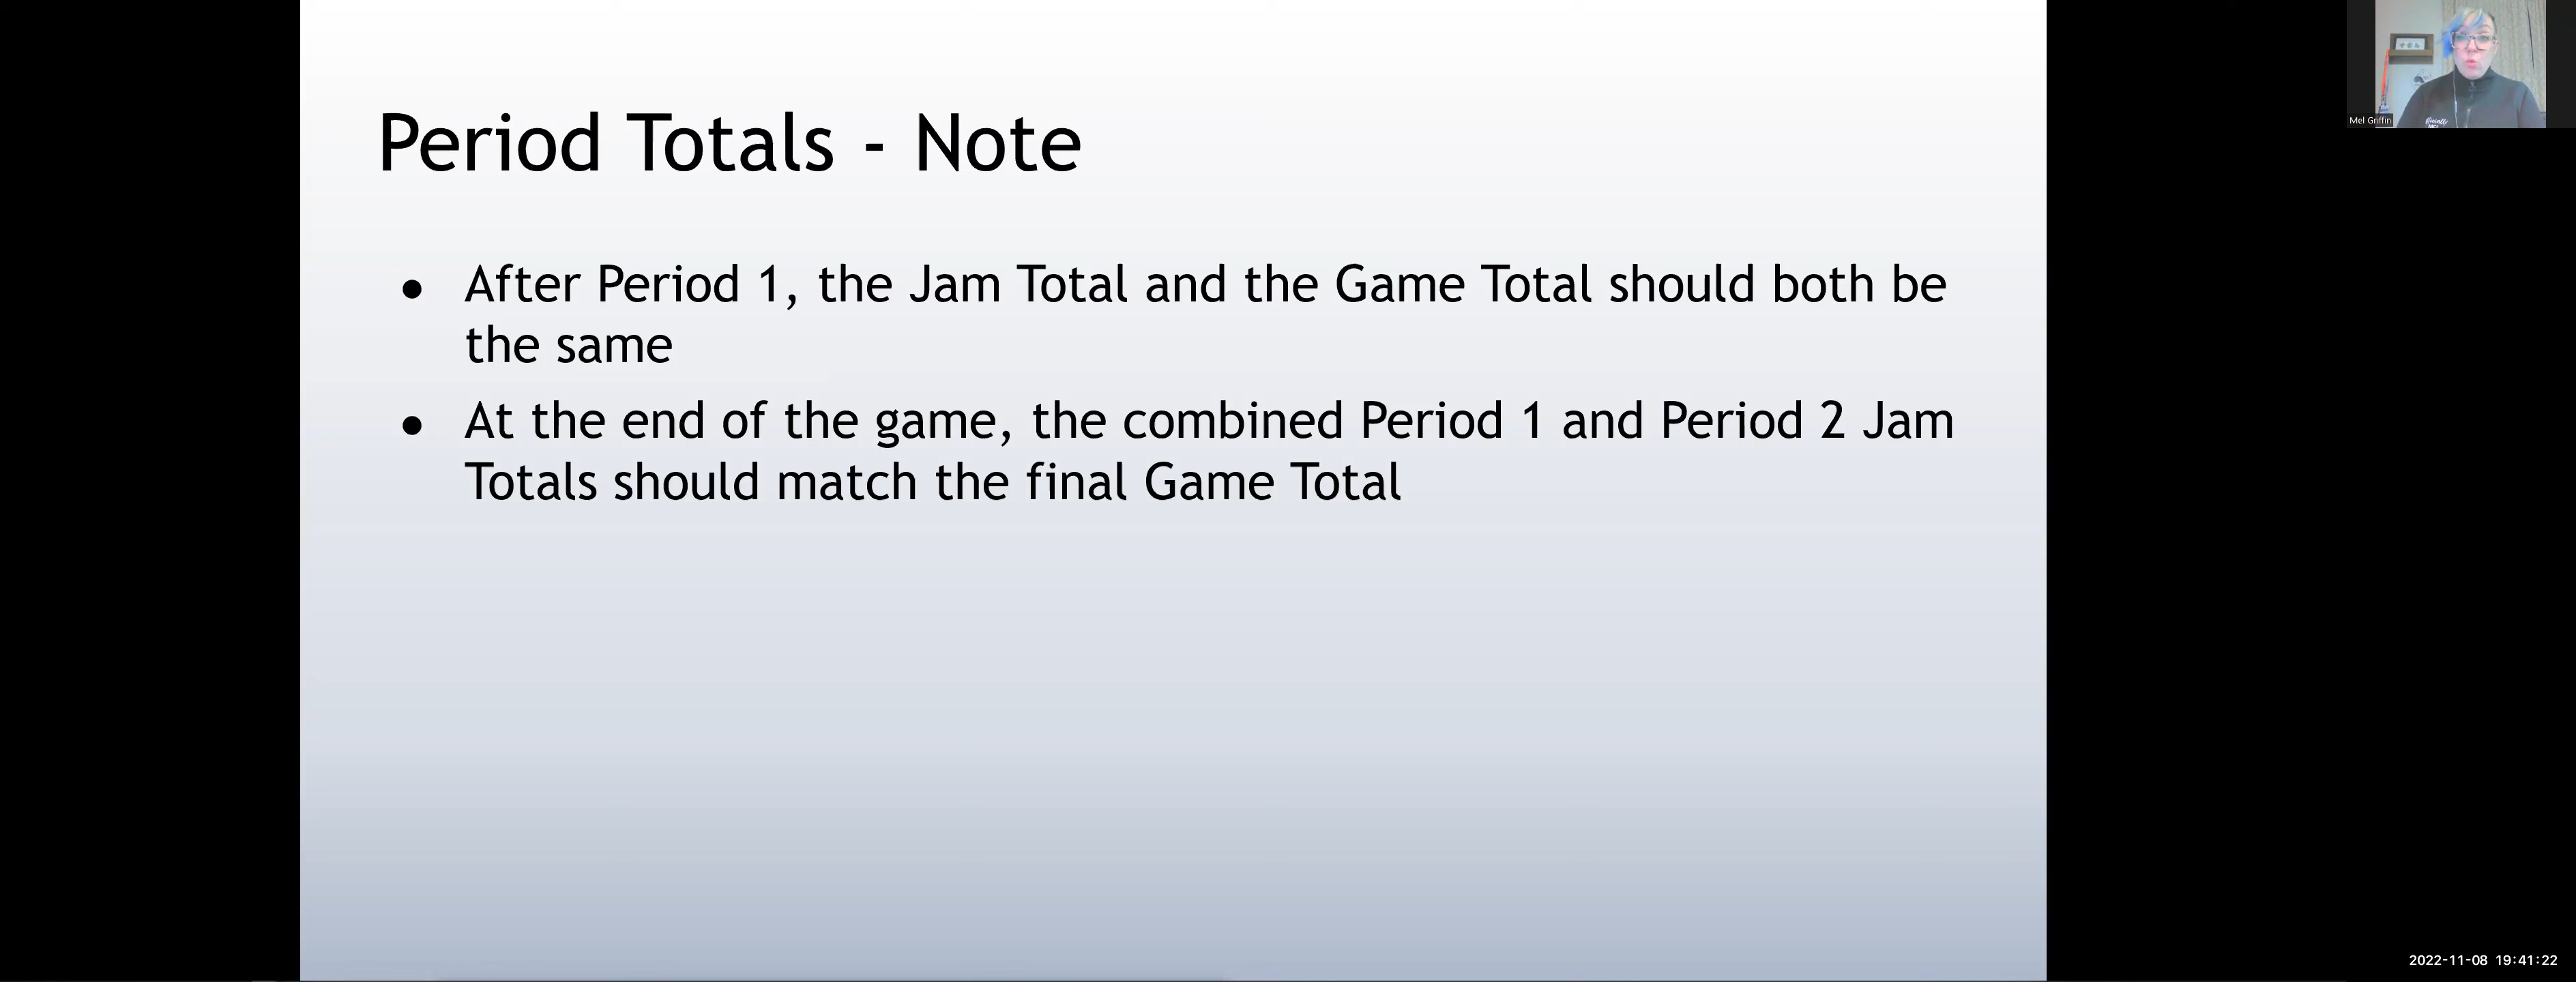 Period Totals - Note
• After Period 1, the Jam Total and the Game Total should both be
the same
• At the end of the game, the combined Period 1 and Period 2 Jam
Totals should match the final Game Total
Mel Griffin
2022-11-08 19:41:22